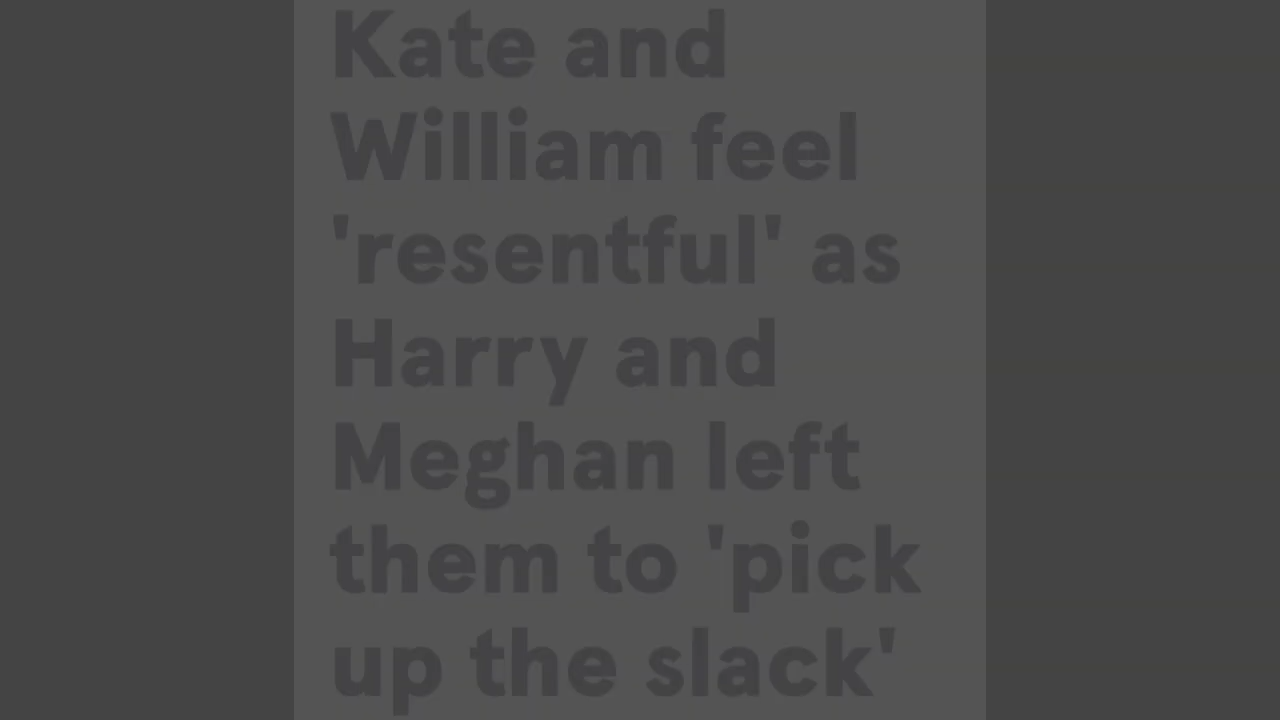 Kate and
William feel
'resentful' as
Harry and
Meghan left
them to 'pick
up the slack'